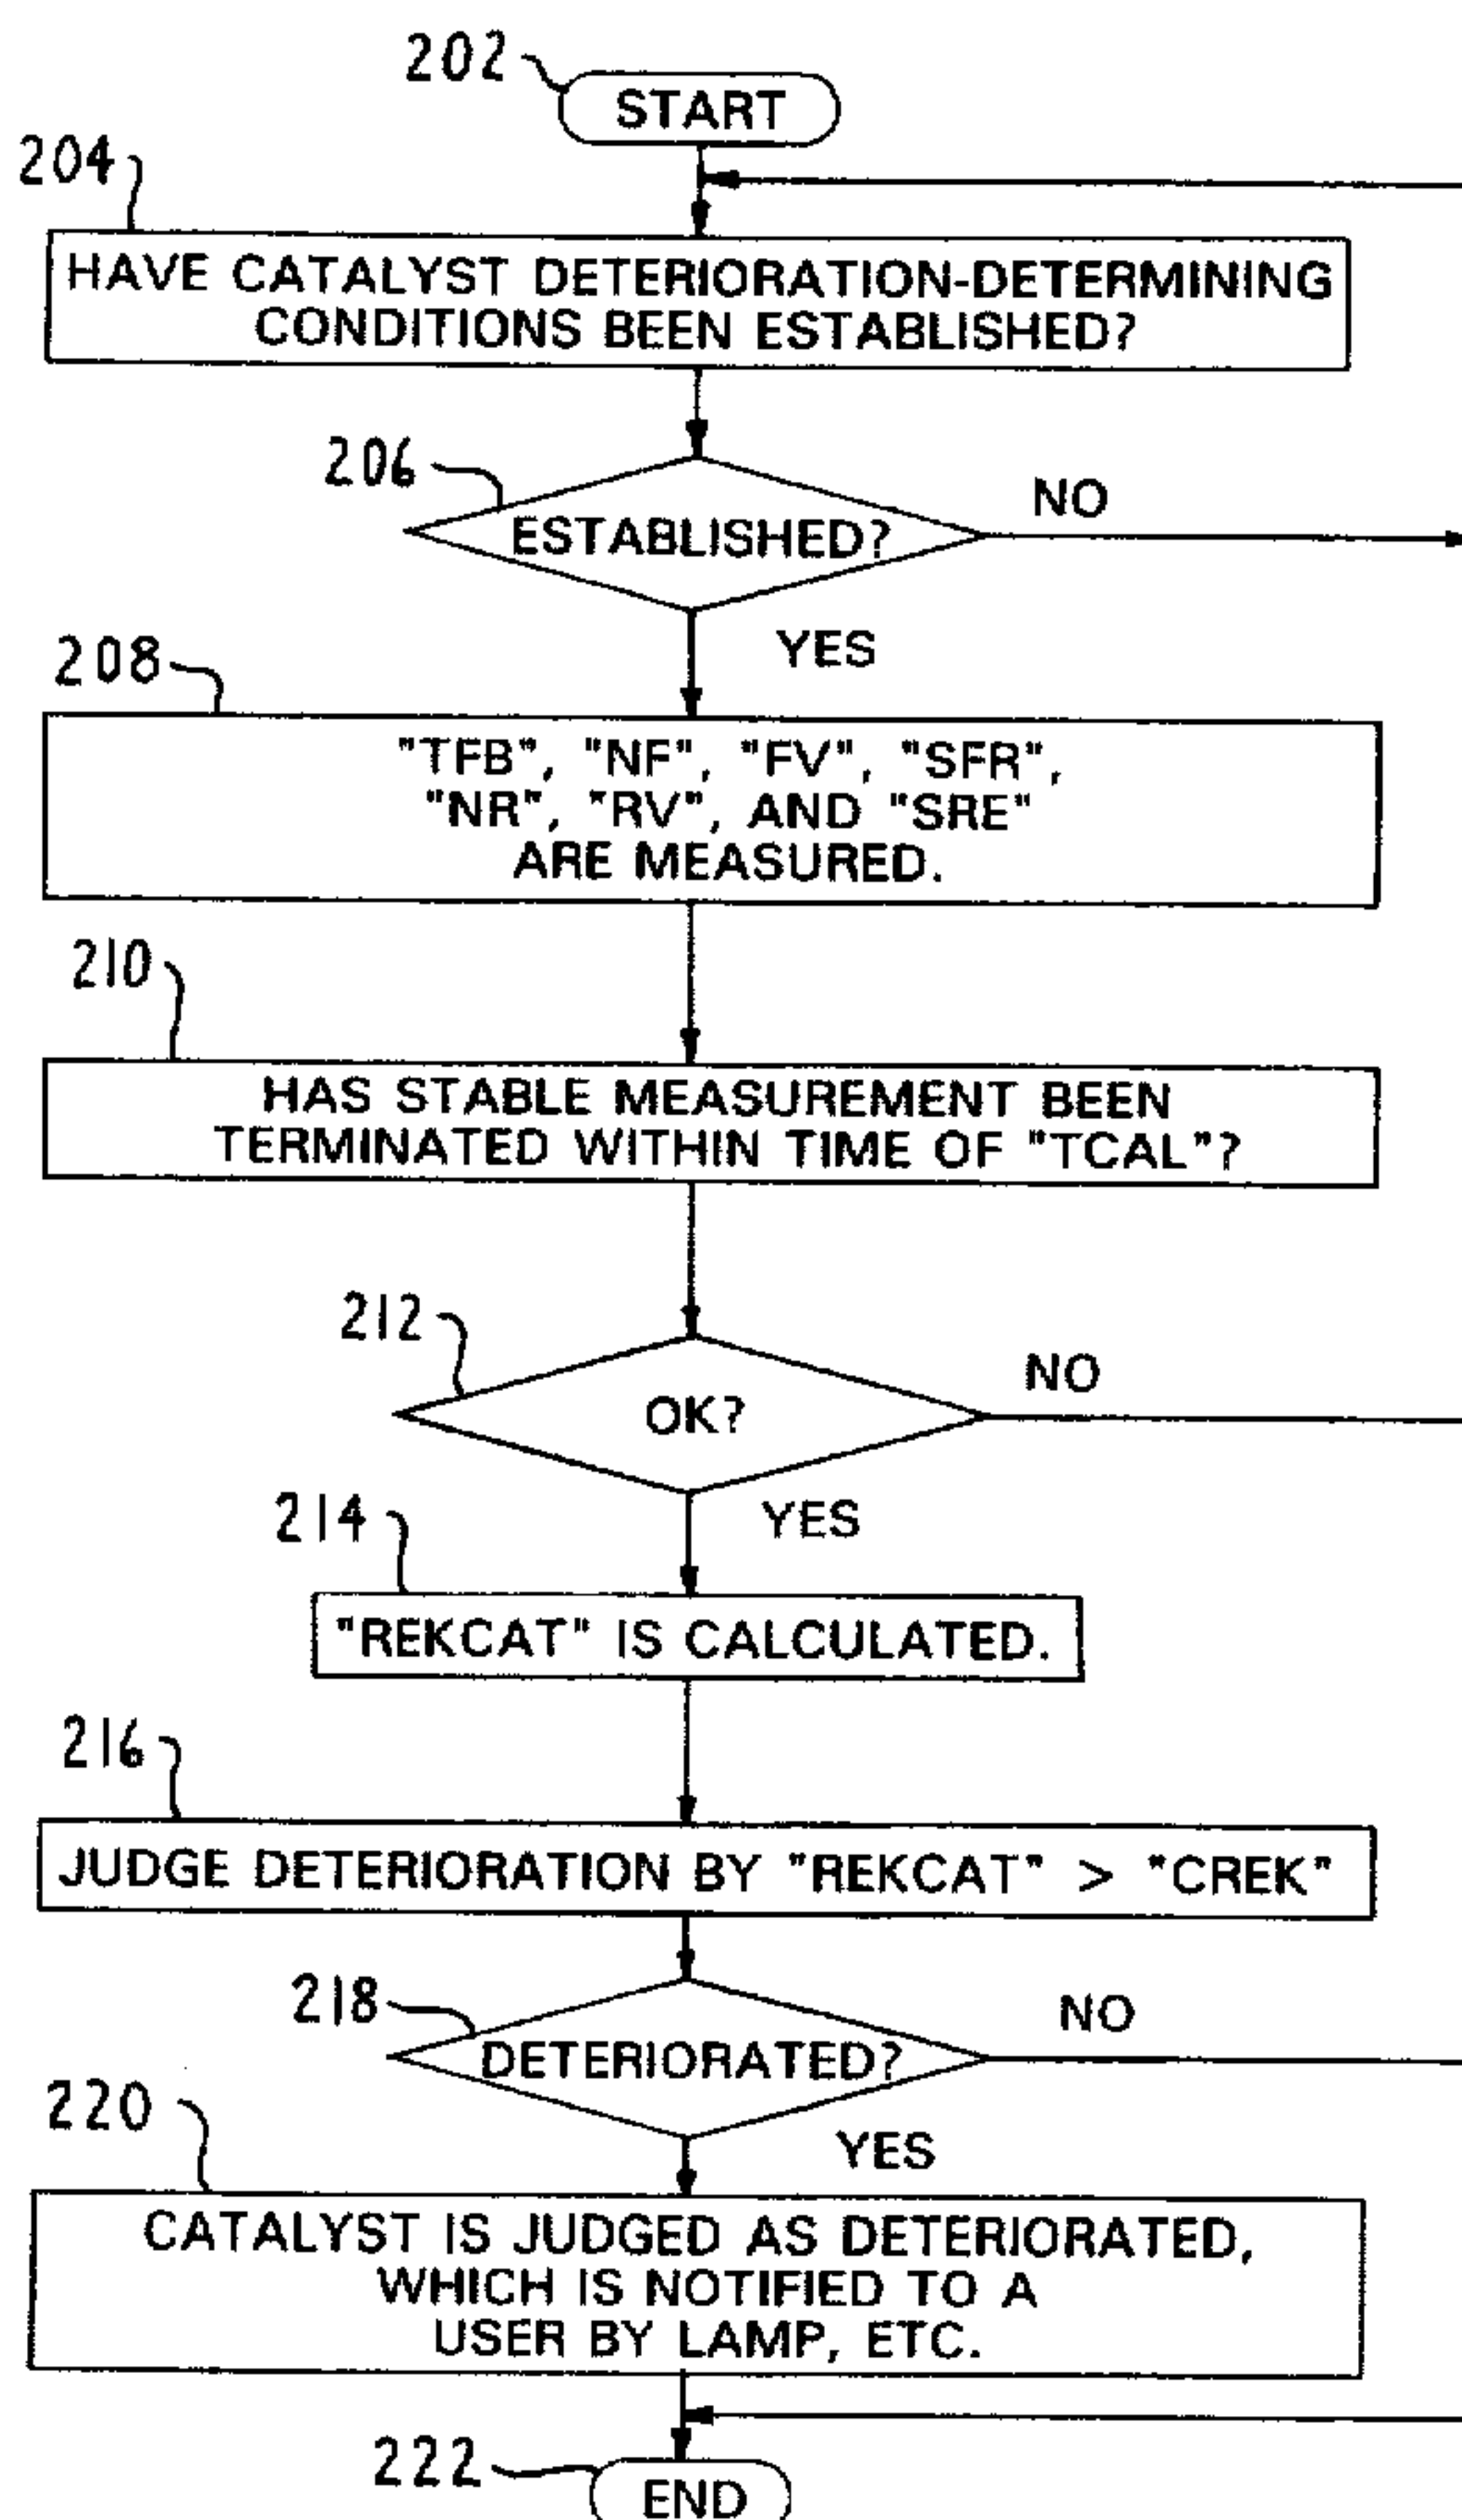 202
START
204
HAVE CATALYST DETERIORATION-DETERMINING
CONDITIONS BEEN ESTABLISHED?
206
ESTABLISHED?
NO
YES
208
"TFB", "NF", "FV", "SFR",
"NR", "RV", AND "SRE"
ARE MEASURED.
210
HAS STABLE MEASUREMENT BEEN
TERMINATED WITHIN TIME OF "TCAL"?
212
OK?
NO
YES
214
"REKCAT" IS CALCULATED.
216
JUDGE DETERIORATION BY "REKCAT" > "CREK"
218
DETERIORATED?
NO
YES
220
CATALYST IS JUDGED AS DETERIORATED,
WHICH IS NOTIFIED TO A
USER BY LAMP, ETC.
222
END